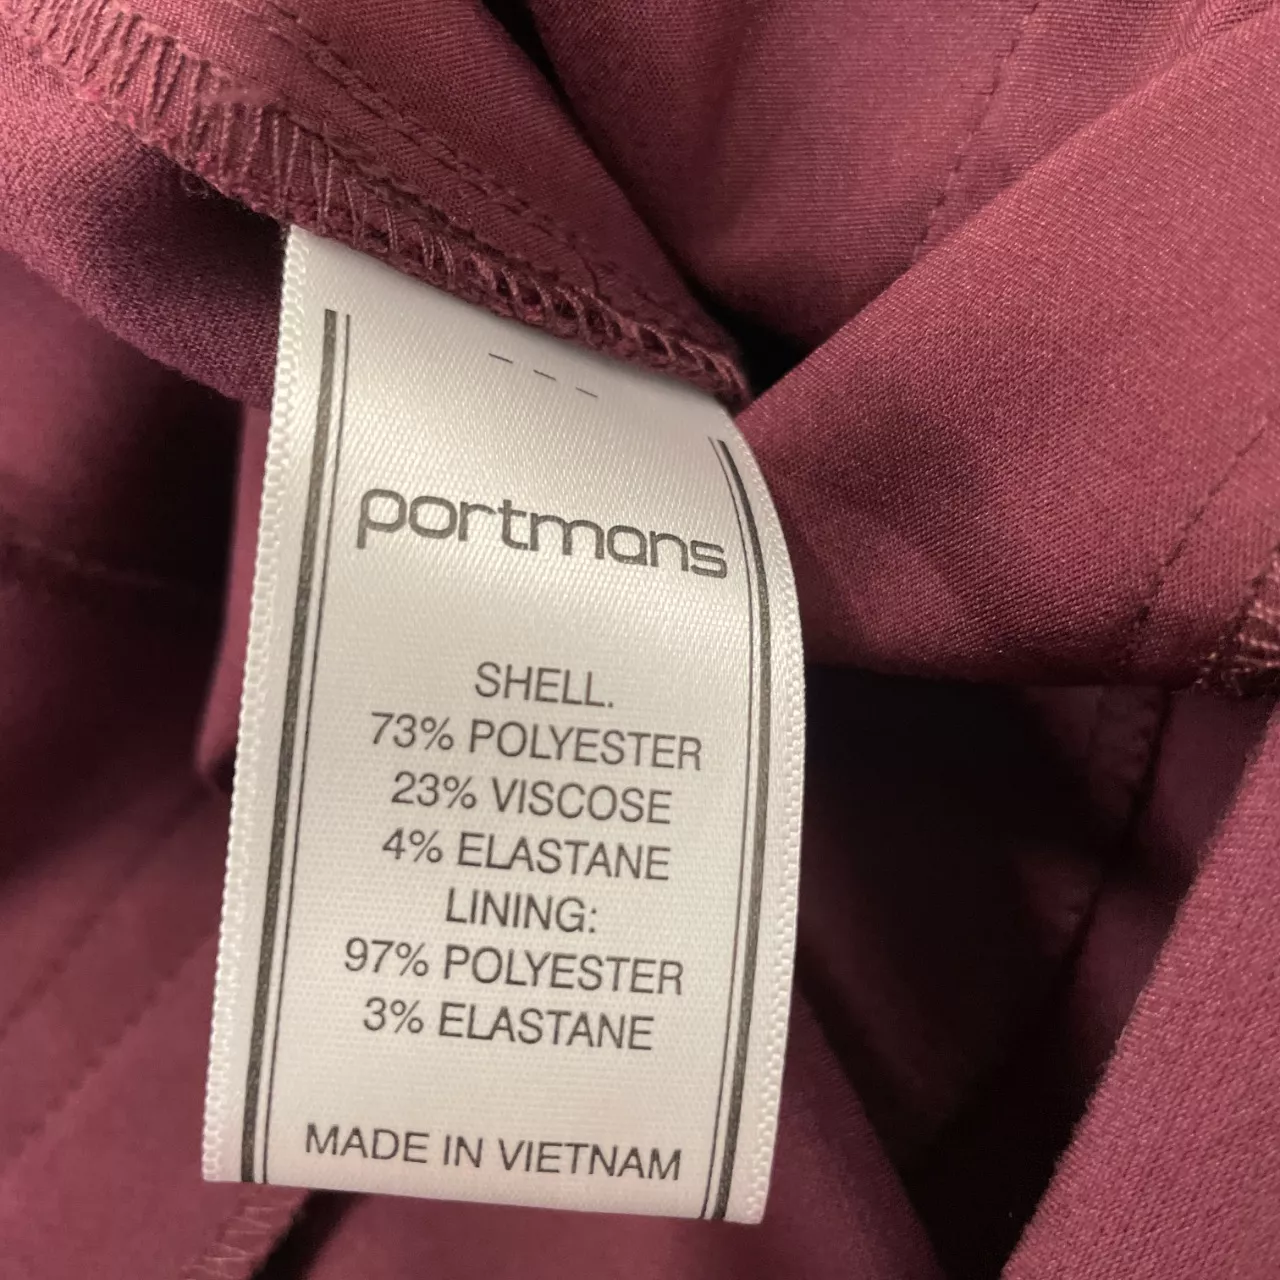 - - -
portmans
SHELL.
73% POLYESTER
23% VISCOSE
4% ELASTANE
LINING:
97% POLYESTER
3% ELASTANE
MADE IN VIETNAM